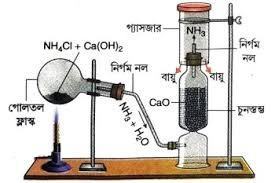 গ্যাসজার
NH₃
নির্গম
নল
NH₄Cl + Ca(OH)₂
নির্গম নল
বায়ু
বায়ু
গোলতল
ফ্লাস্ক
CaO
চুনস্তম্ভ
NH₃ + H₂O